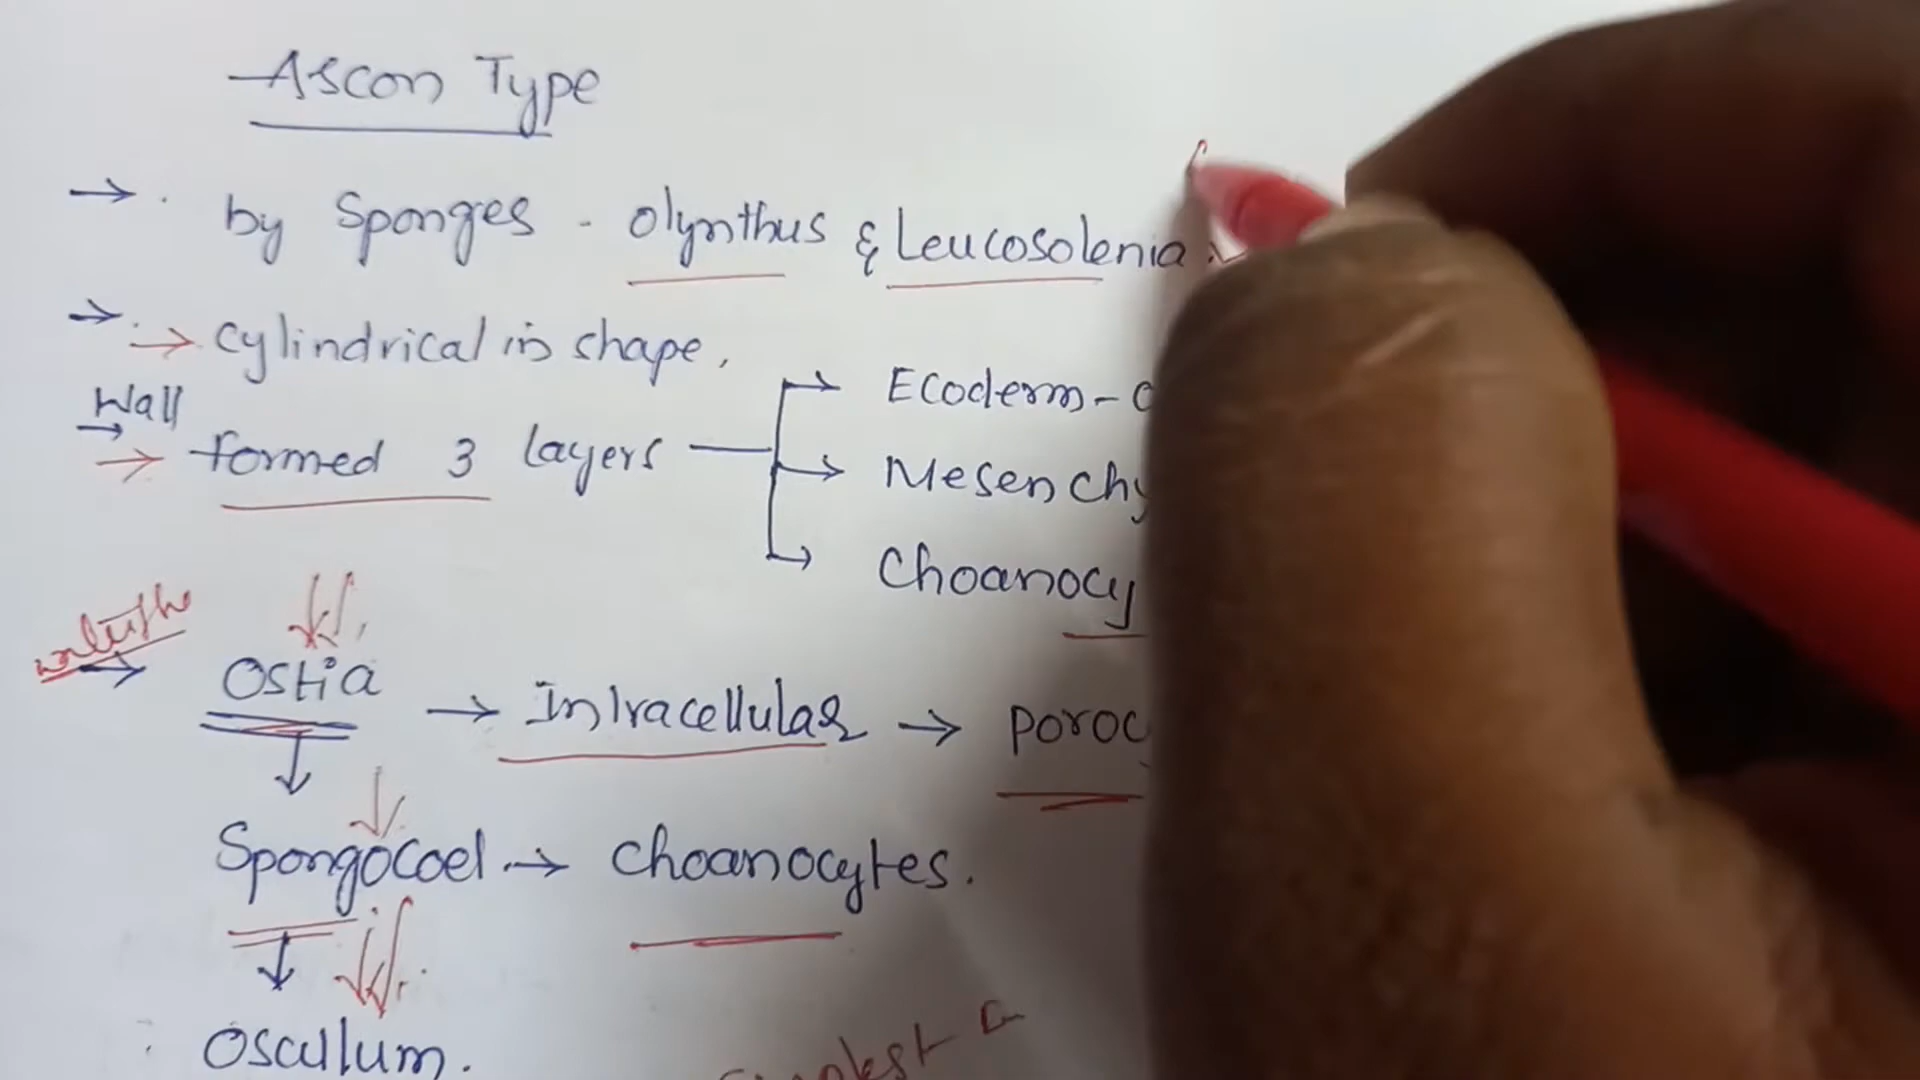 Ascon Type
→ . by Sponges - Olynthus & Leucosolenia
→ . → Cylindrical in shape,
Wall
→ → formed 3 layers
→ Ecoderm -
→ Mesenchy
→ Choanocy
→ Ostia → Intracellular → Poroc
↓
Spongocoel → Choanocytes.
↓
Osculum.